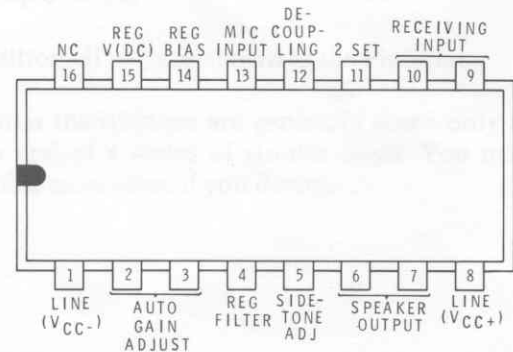 NC
REG
V(DC)
REG
BIAS
MIC
INPUT
DE-
COUP-
LING
2 SET
RECEIVING
INPUT
16 15 14 13 12 11 10 9
1 2 3 4 5 6 7 8
LINE
(VCC-)
AUTO
GAIN
ADJUST
REG
FILTER
SIDE-
TONE
ADJ
SPEAKER
OUTPUT
LINE
(VCC+)